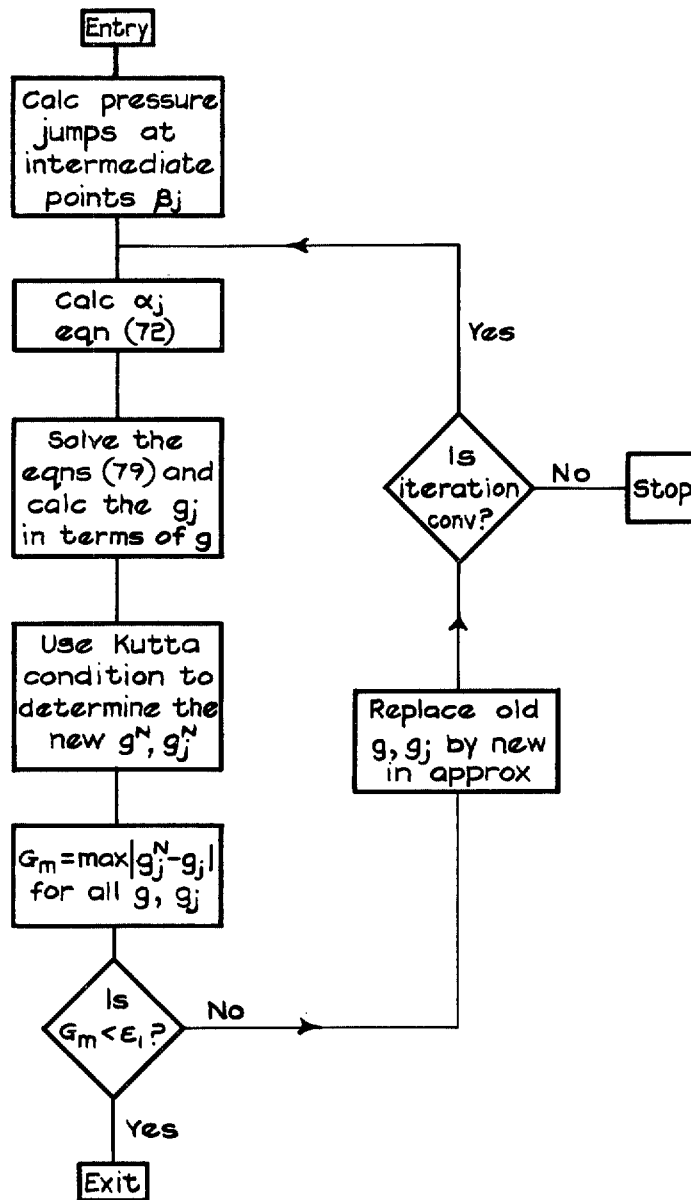 Entry
Calc pressure
jumps at
intermediate
points βj
Calc αj
eqn (72)
Solve the
eqns (79) and
calc the gj
in terms of g
Use Kutta
condition to
determine the
new g^N, gj^N
Gm=max|gj^N-gj|
for all g, gj
Is
Gm<ε1?
No
Yes
Exit
Replace old
g, gj by new
in approx
Is
iteration
conv?
Yes
No
Stop